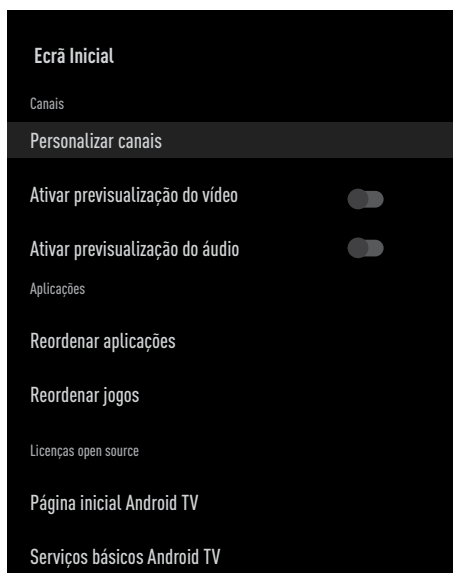 Ecrã Inicial
Canais
Personalizar canais
Ativar previsualização do vídeo
Ativar previsualização do áudio
Aplicações
Reordenar aplicações
Reordenar jogos
Licenças open source
Página inicial Android TV
Serviços básicos Android TV